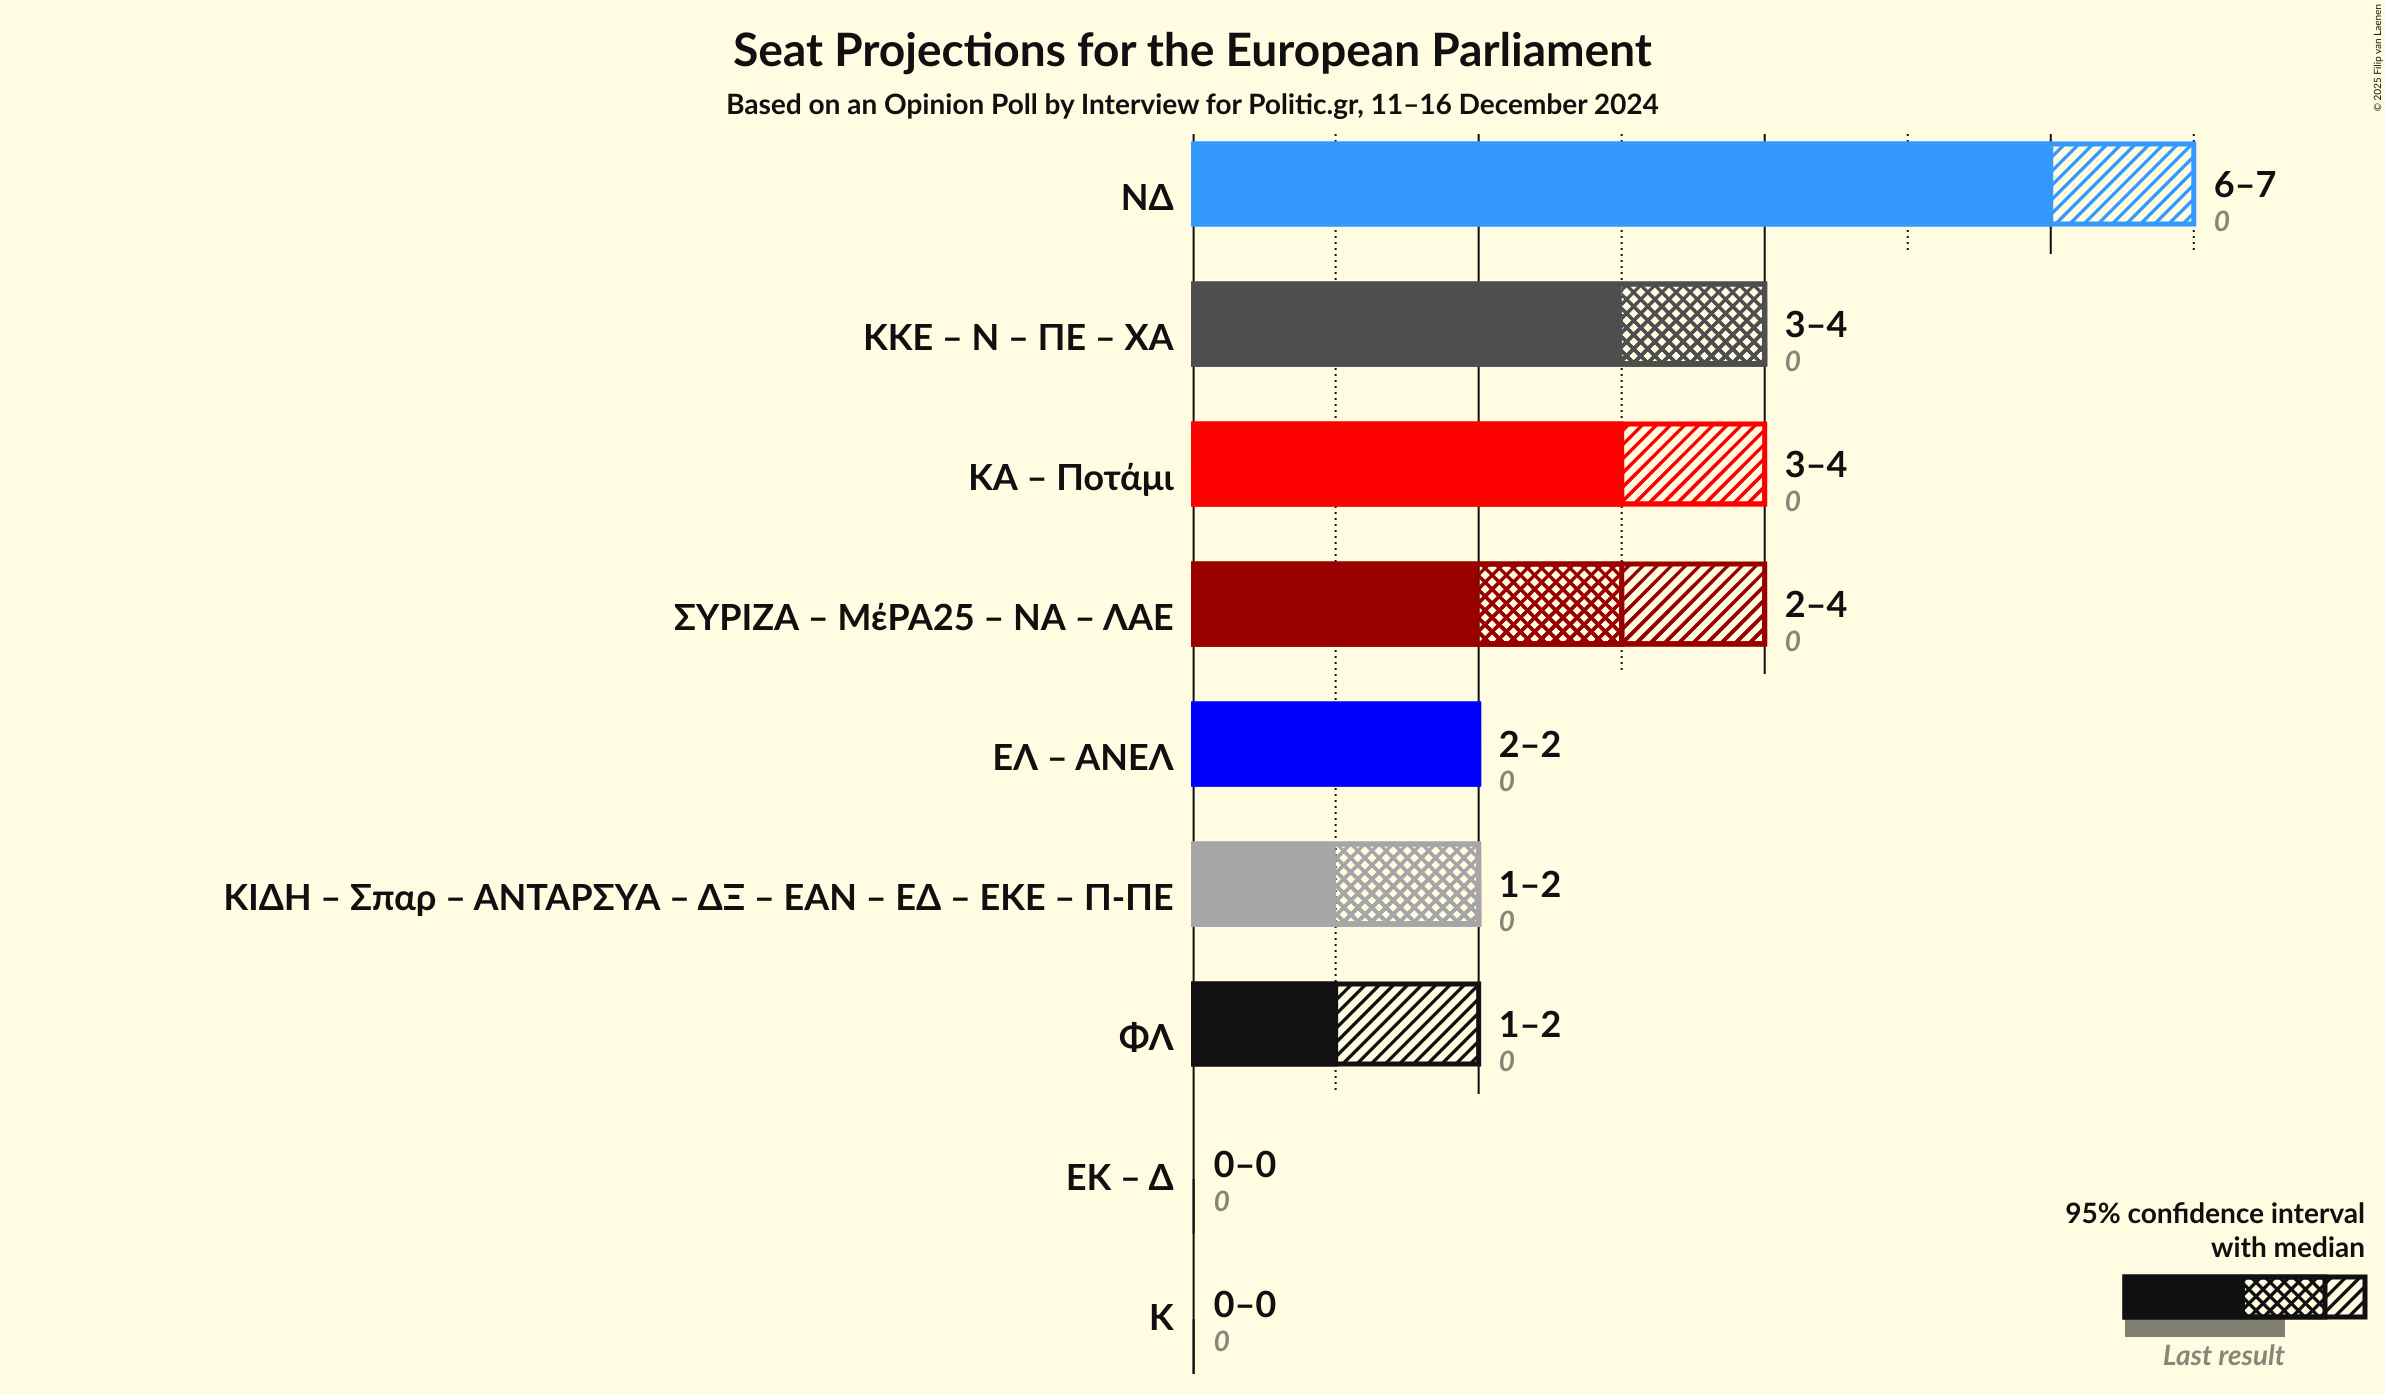 Seat Projections for the European Parliament
Based on an Opinion Poll by Interview for Politic.gr, 11–16 December 2024
© 2025 Filip van Laenen
ΝΔ
6–7
0
ΚΚΕ – Ν – ΠΕ – ΧΑ
3–4
0
ΚΑ – Ποτάμι
3–4
0
ΣΥΡΙΖΑ – ΜέΡΑ25 – ΝΑ – ΛΑΕ
2–4
0
ΕΛ – ΑΝΕΛ
2–2
0
ΚΙΔΗ – Σπαρ – ΑΝΤΑΡΣΥΑ – ΔΞ – ΕΑΝ – ΕΔ – ΕΚΕ – Π-ΠΕ
1–2
0
ΦΛ
1–2
0
ΕΚ – Δ
0–0
0
Κ
0–0
0
95% confidence interval
with median
Last result